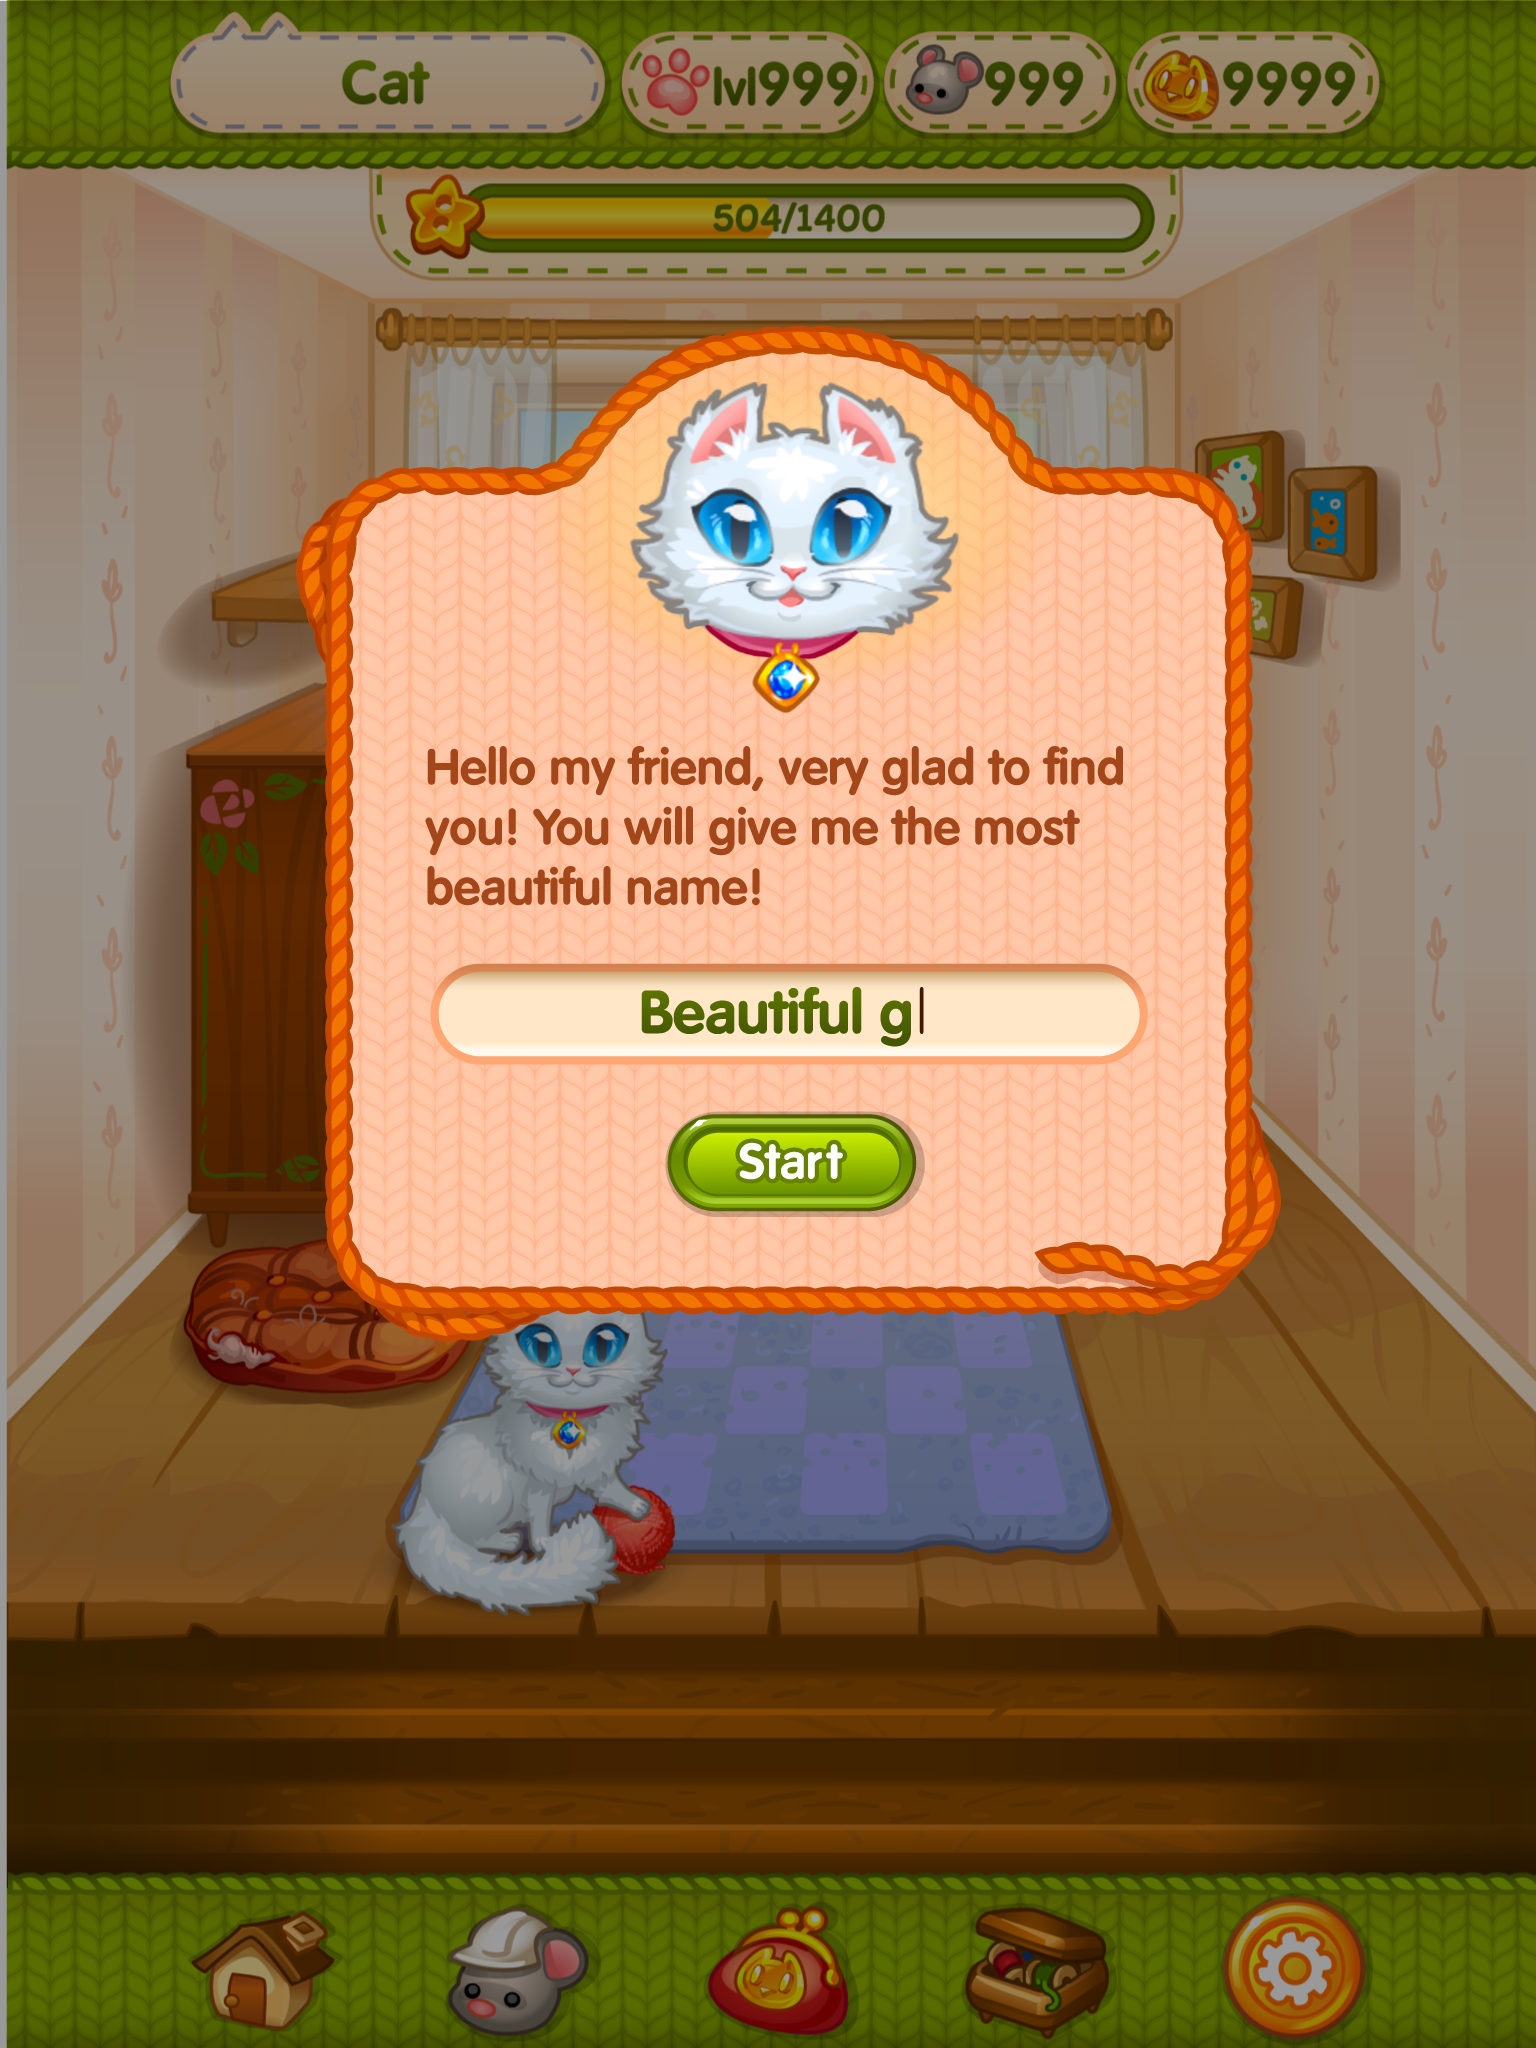 Cat
lvl999
999
9999
504/1400
Hello my friend, very glad to find
you! You will give me the most
beautiful name!
Beautiful g
Start